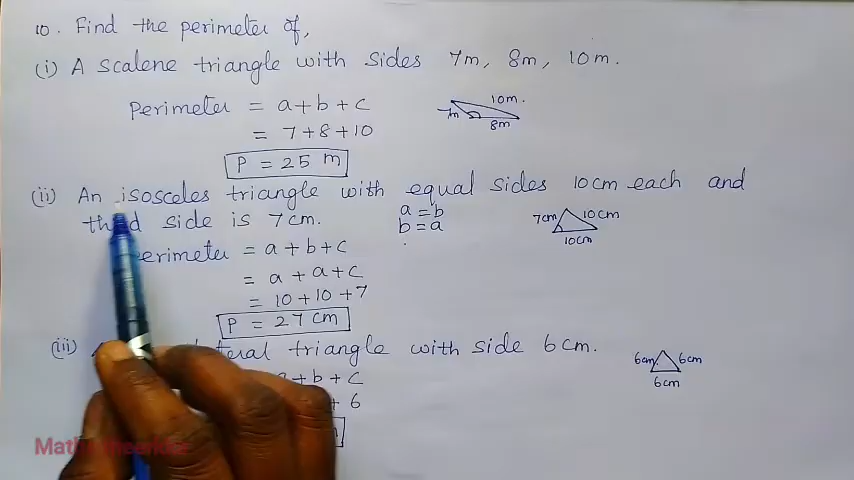 10. Find the perimeter of,
(i) A scalene triangle with sides 7m, 8m, 10m.
Perimeter = a+b+c
= 7+8+10
P = 25 m
7m
10m.
8m
(ii) An isosceles triangle with equal sides 10cm each and
third side is 7cm.
a = b
b = a
7cm
10cm
10cm
perimeter = a+b+c
= a + a + c
= 10+10+7
P = 27 cm
(iii) triangle with side 6cm.
6cm
6cm
6cm
a+b+c
+ 6